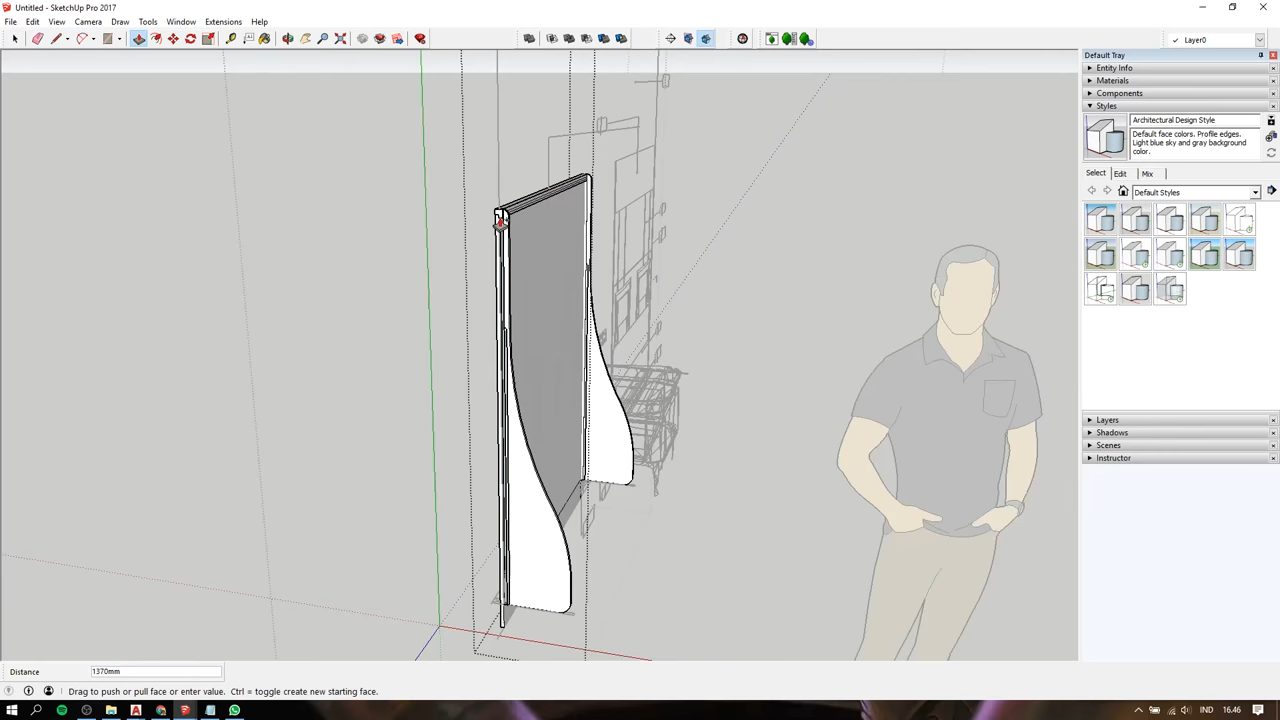 Untitled - SketchUp Pro 2017
File Edit View Camera Draw Tools Window Extensions Help
Layer0
Default Tray
Entity Info
Materials
Components
Styles
Architectural Design Style
Default face colors. Profile edges.
Light blue sky and gray background
color.
Select Edit Mix
Default Styles
Layers
Shadows
Scenes
Instructor
Distance 1370mm
Drag to push or pull face or enter value. Ctrl = toggle create new starting face.
IND 16.46